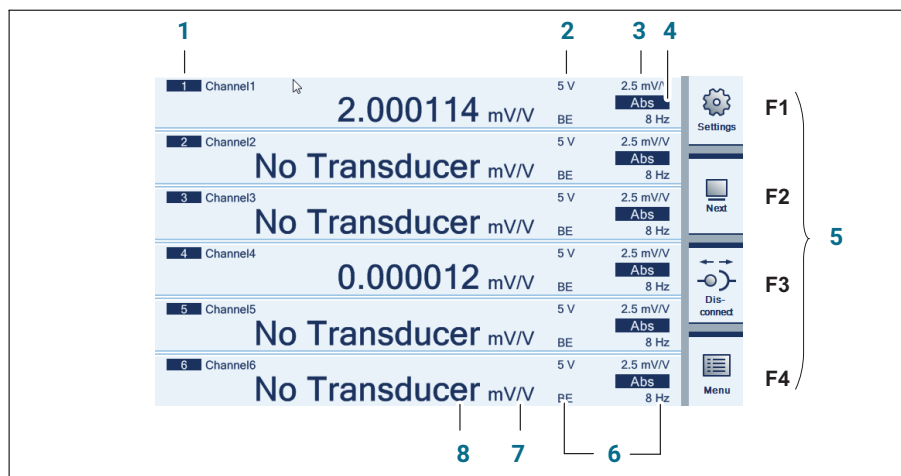 1 2 3 4
1 Channel1 5 V 2.5 mV/V
2.000114 mV/V BE Abs 8 Hz
2 Channel2 5 V 2.5 mV/V
No Transducer mV/V BE Abs 8 Hz
3 Channel3 5 V 2.5 mV/V
No Transducer mV/V BE Abs 8 Hz
4 Channel4 5 V 2.5 mV/V
0.000012 mV/V BE Abs 8 Hz
5 Channel5 5 V 2.5 mV/V
No Transducer mV/V BE Abs 8 Hz
6 Channel6 5 V 2.5 mV/V
No Transducer mV/V BE Abs 8 Hz
Settings F1
Next F2
Dis-
connect F3
Menu F4
5
8 7 6